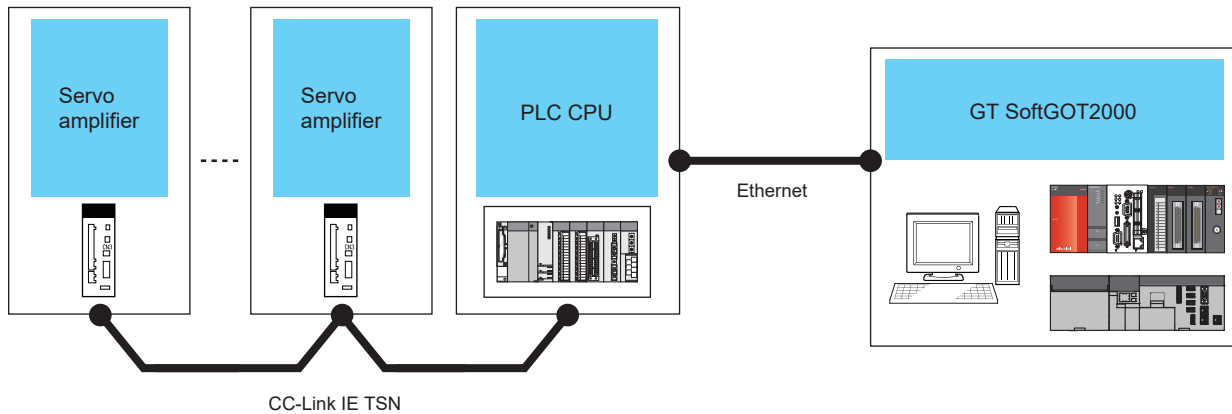 Servo
amplifier
Servo
amplifier
PLC CPU
GT SoftGOT2000
Ethernet
CC-Link IE TSN